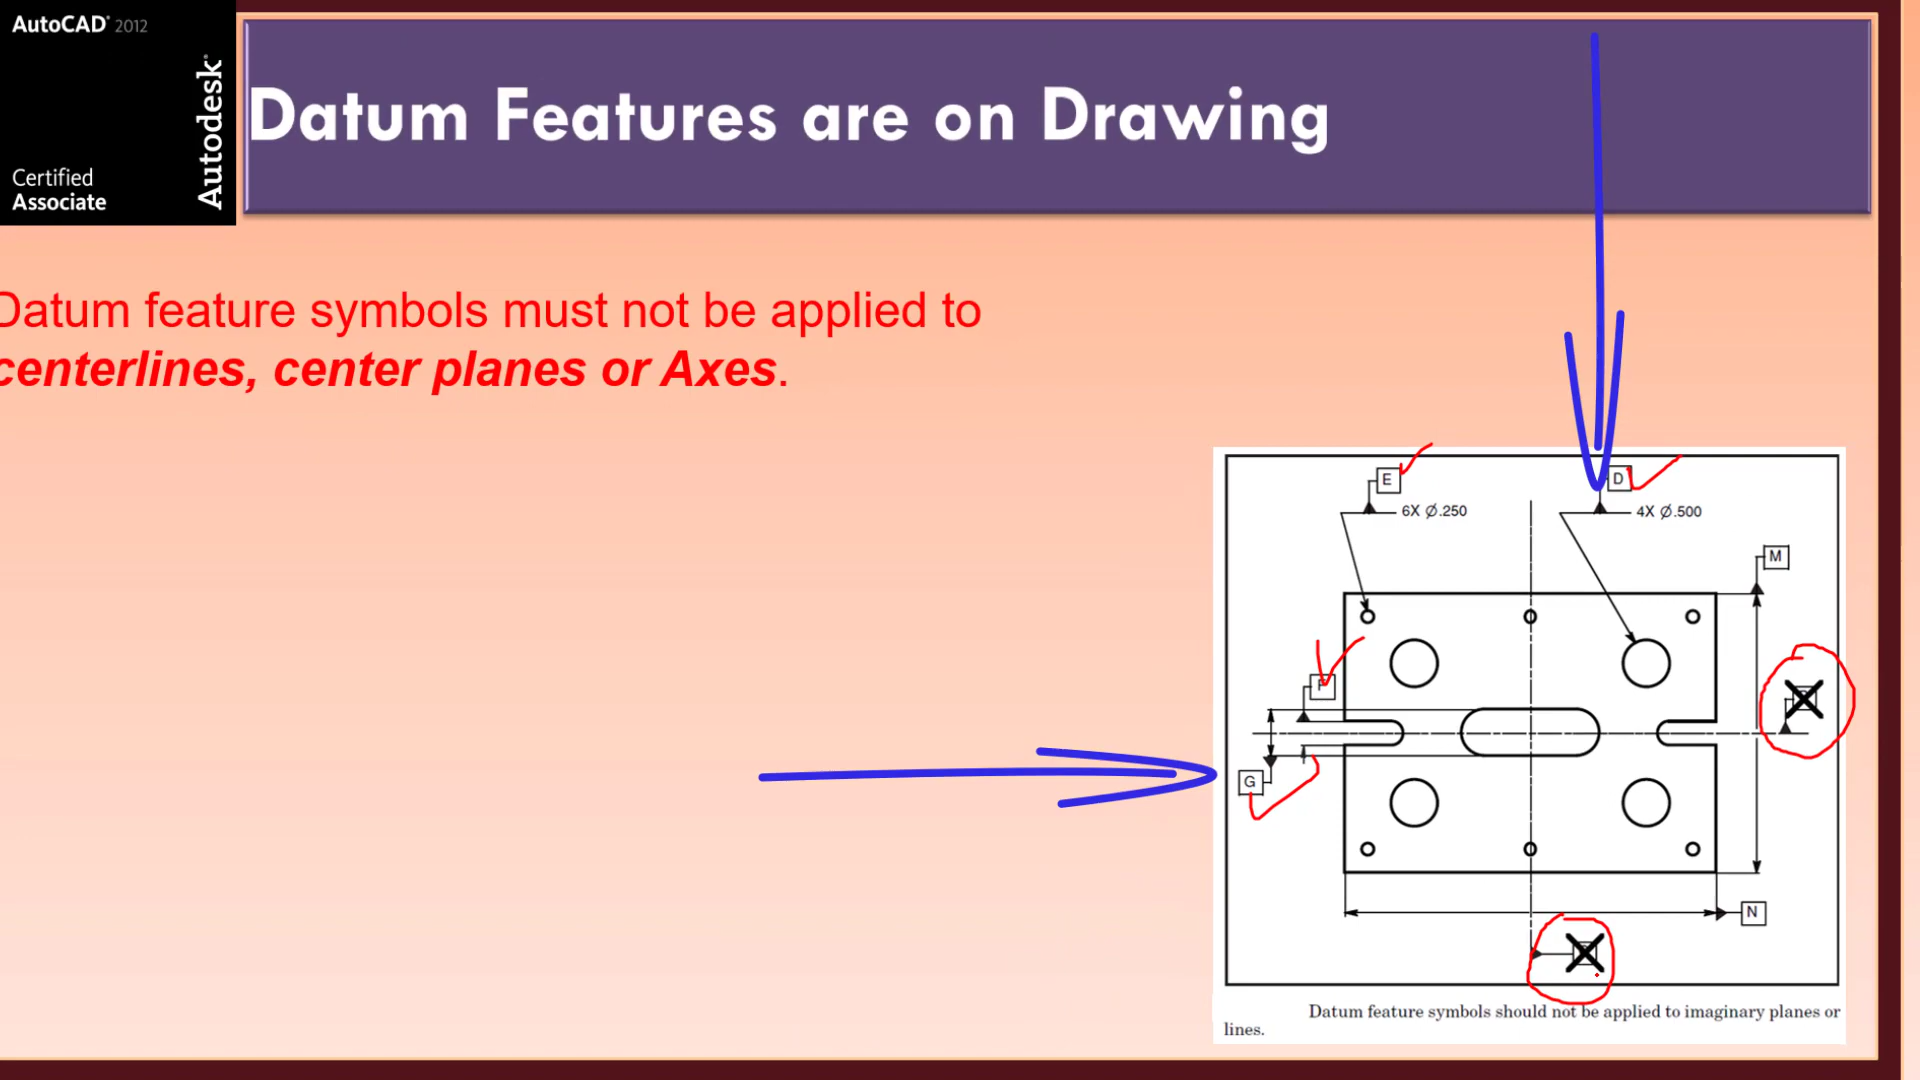 AutoCAD® 2012
Autodesk®
Certified
Associate
Datum Features are on Drawing
Datum feature symbols must not be applied to
centerlines, center planes or Axes.
E
D
6X Ø.250
4X Ø.500
M
F
G
N
Datum feature symbols should not be applied to imaginary planes or
lines.